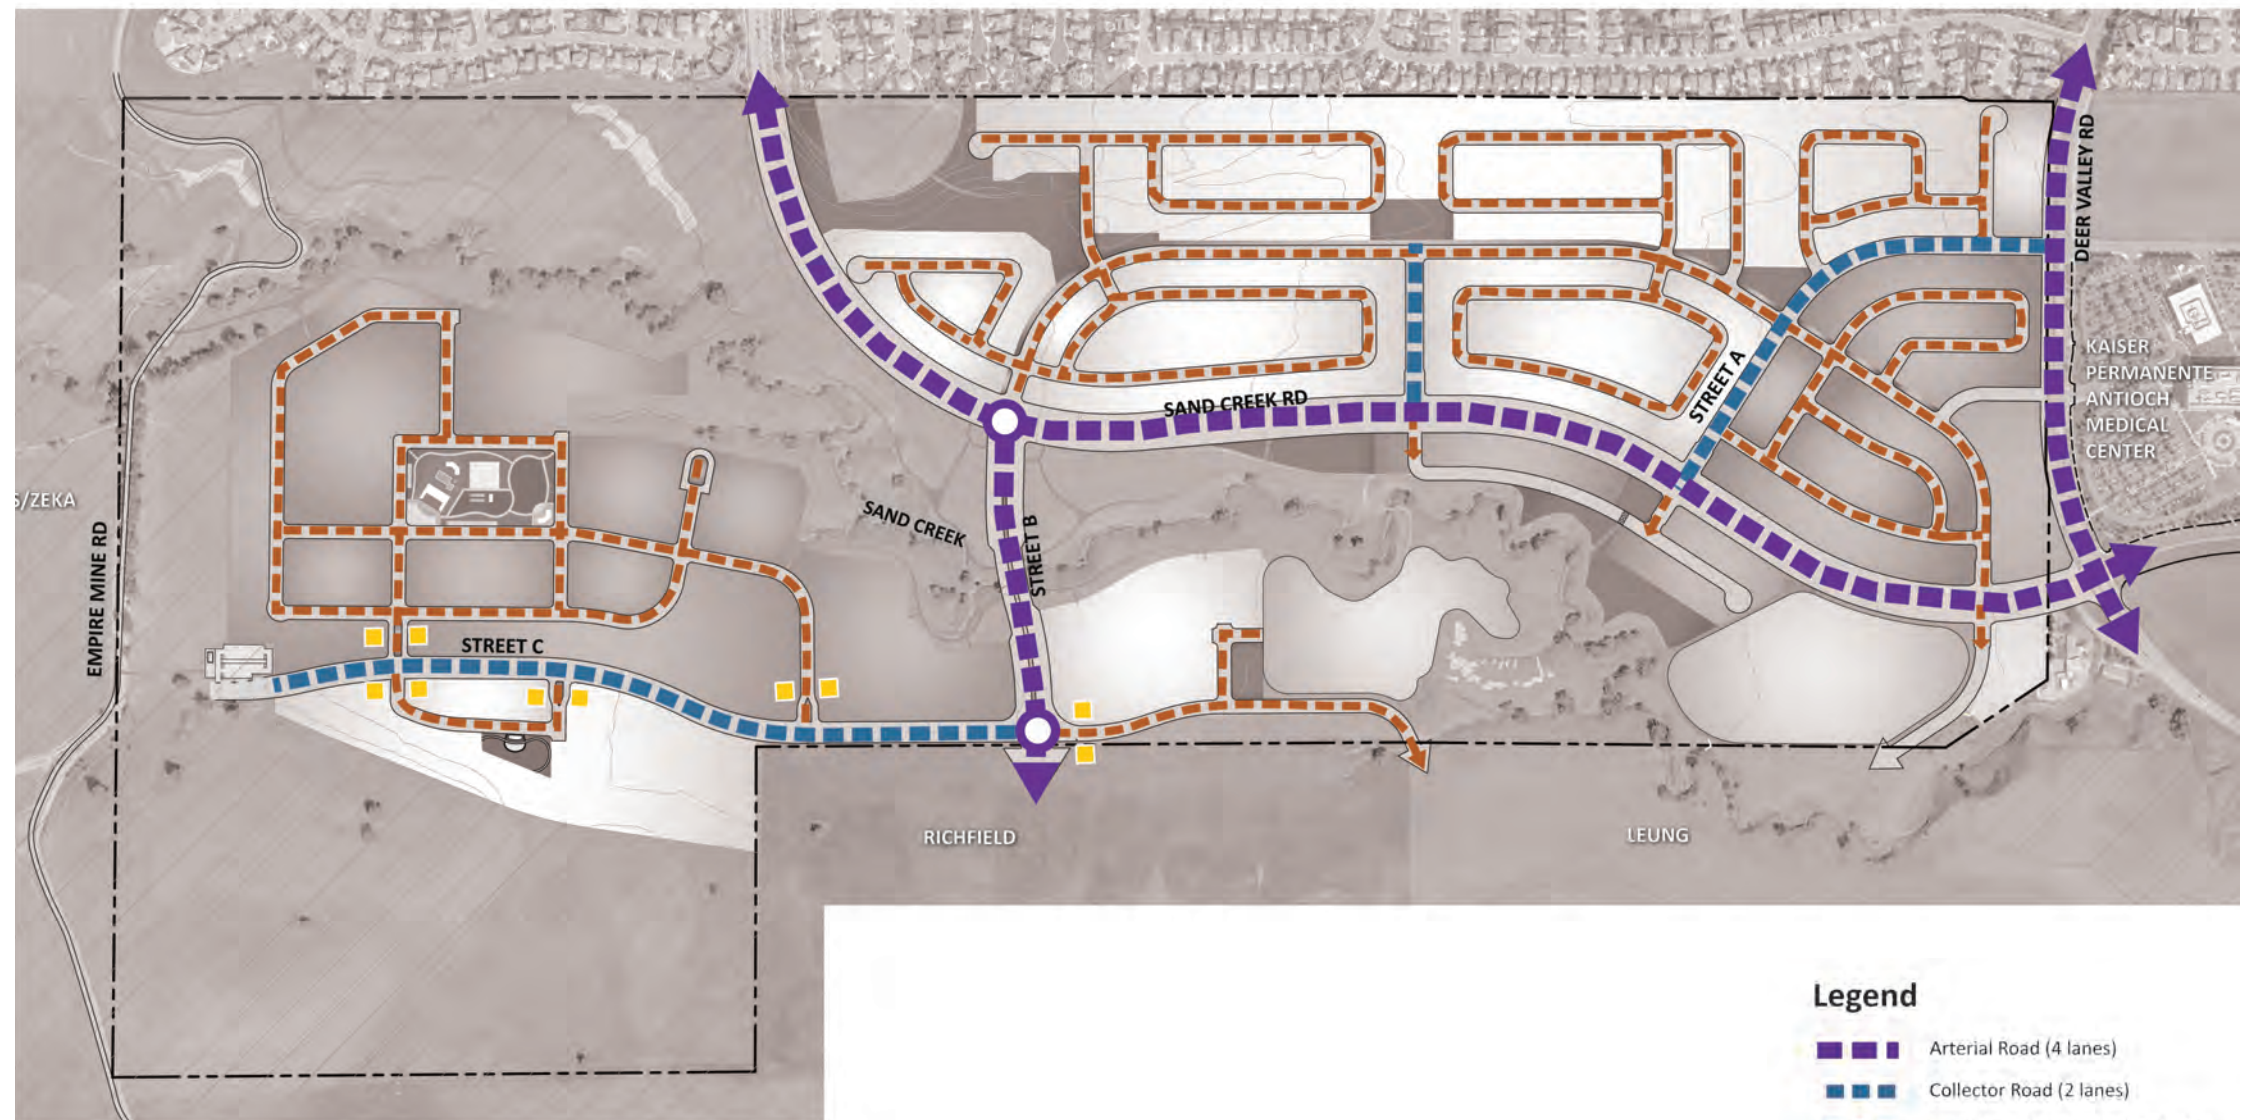 DEER VALLEY RD
KAISER
PERMANENTE
ANTIOCH
MEDICAL
CENTER
STREET A
SAND CREEK RD
S/ZEKA
EMPIRE MINE RD
SAND CREEK
STREET B
STREET C
RICHFIELD
LEUNG
Legend
Arterial Road (4 lanes)
Collector Road (2 lanes)